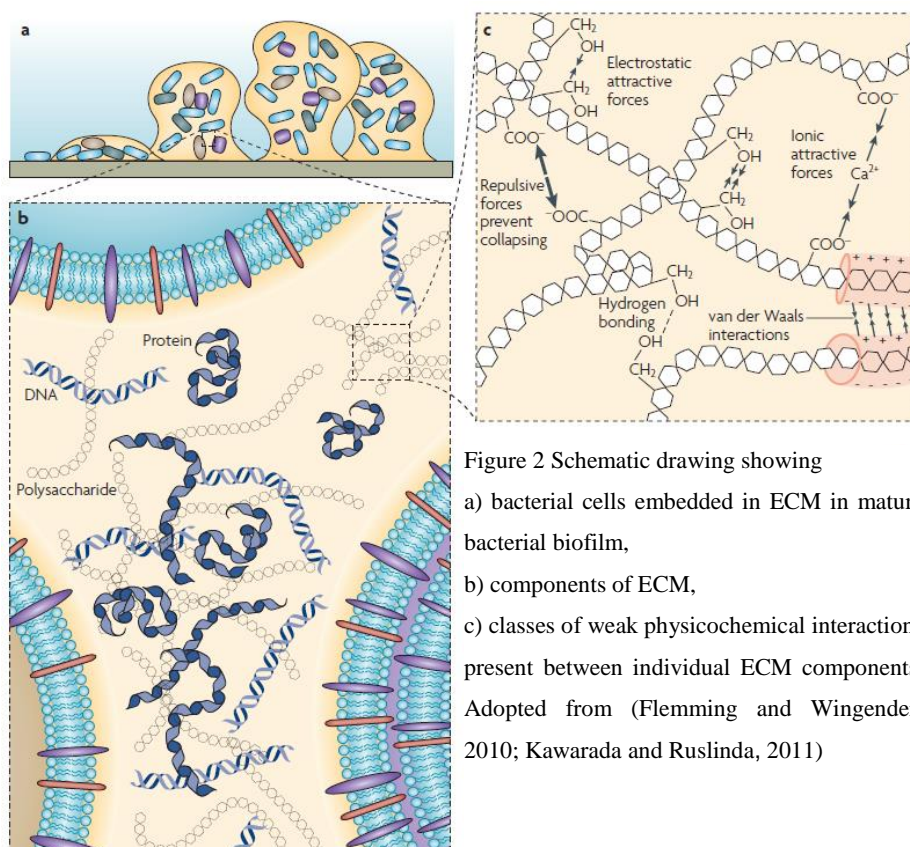 a
c
CH₂
OH
Electrostatic
attractive
forces
CH₂
OH
COO⁻
Repulsive
forces
prevent
collapsing
⁻OOC
CH₂
OH
CH₂
OH
COO⁻
Ionic
attractive
forces
Ca²⁺
COO⁻
+ + + +
Hydrogen
bonding
CH₂
OH
OH
CH₂
van der Waals
interactions
+ + + +
b
Protein
DNA
Polysaccharide
Figure 2 Schematic drawing showing
a) bacterial cells embedded in ECM in matur
bacterial biofilm,
b) components of ECM,
c) classes of weak physicochemical interaction
present between individual ECM components
Adopted from (Flemming and Wingende
2010; Kawarada and Ruslinda, 2011)